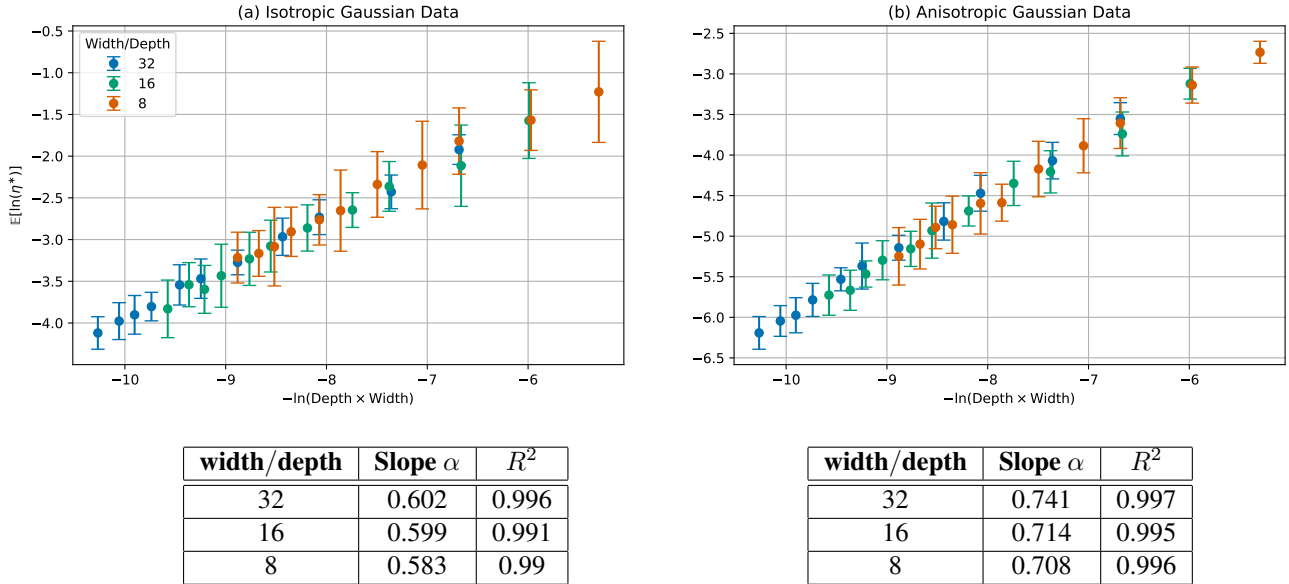 (a) Isotropic Gaussian Data
−0.5
−1.0
−1.5
−2.0
−2.5
−3.0
−3.5
−4.0
𝔼[ln(η*)]
Width/Depth
32
16
8
−10 −9 −8 −7 −6
−ln(Depth × Width)
(b) Anisotropic Gaussian Data
−2.5
−3.0
−3.5
−4.0
−4.5
−5.0
−5.5
−6.0
−6.5
−10 −9 −8 −7 −6
−ln(Depth × Width)
width/depth Slope α R²
32 0.602 0.996
16 0.599 0.991
8 0.583 0.99
width/depth Slope α R²
32 0.741 0.997
16 0.714 0.995
8 0.708 0.996